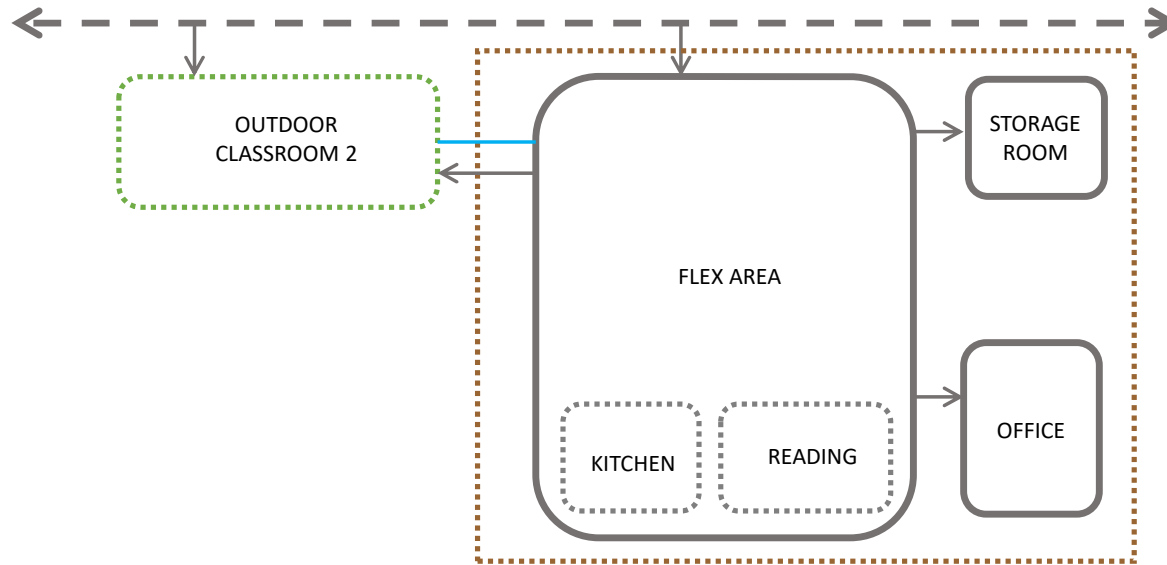 OUTDOOR
CLASSROOM 2
STORAGE
ROOM
FLEX AREA
KITCHEN
READING
OFFICE